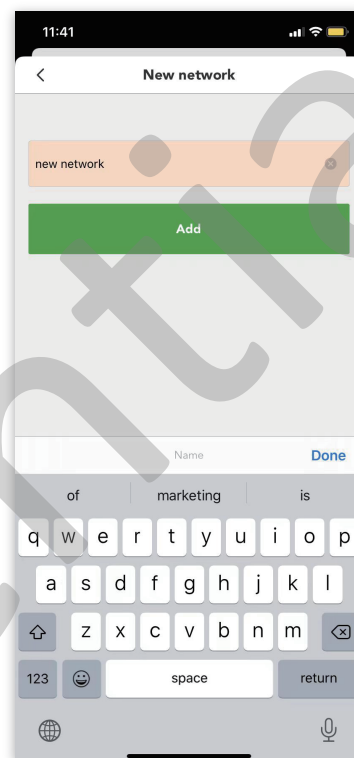 11:41
New network
new network
Add
Name
Done
of
marketing
is
q w e r t y u i o p
a s d f g h j k l
z x c v b n m
123
space
return